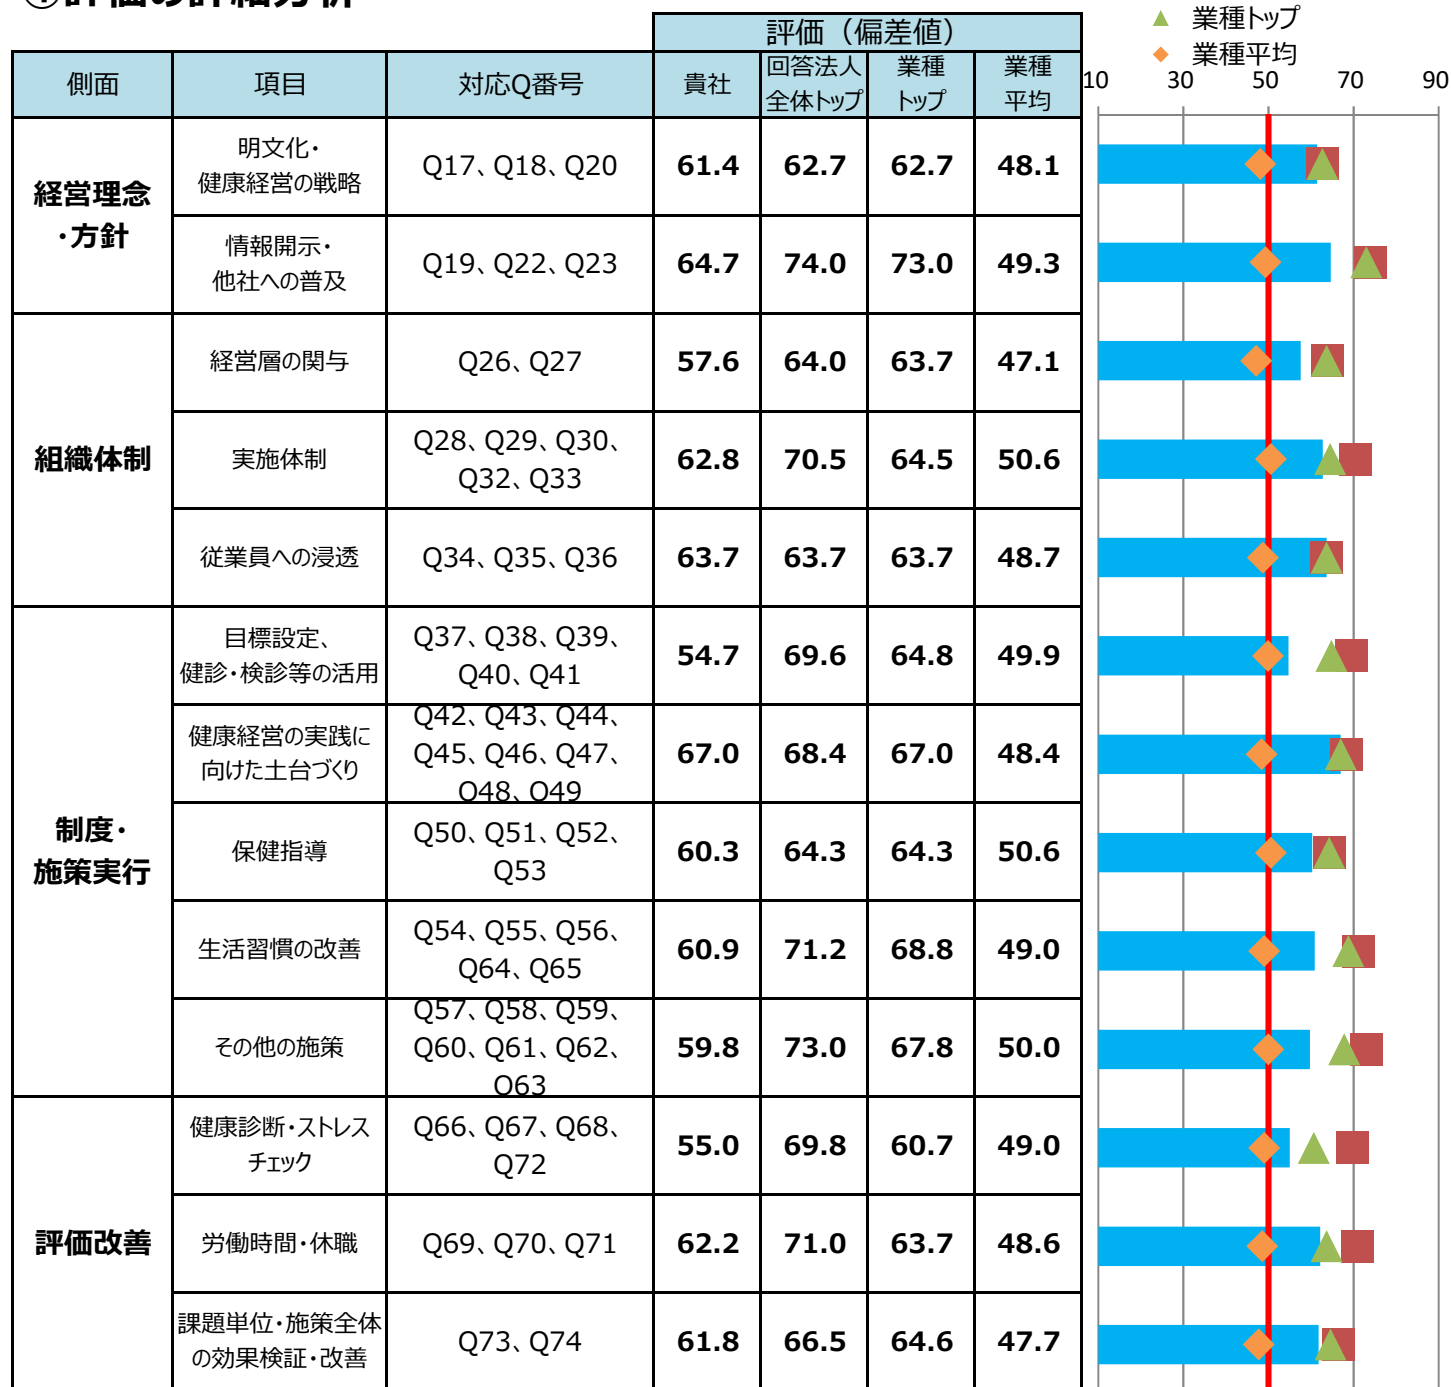 ①評価の詳細分析
▲ 業種トップ
◆ 業種平均
評価（偏差値）
側面 項目 対応Q番号 貴社 回答法人 業種 業種
全体トップ トップ 平均
10 30 50 70 90
経営理念
・方針
明文化・
健康経営の戦略
Q17、Q18、Q20 61.4 62.7 62.7 48.1
情報開示・
他社への普及
Q19、Q22、Q23 64.7 74.0 73.0 49.3
組織体制
経営層の関与 Q26、Q27 57.6 64.0 63.7 47.1
実施体制
Q28、Q29、Q30、
Q32、Q33
62.8 70.5 64.5 50.6
従業員への浸透 Q34、Q35、Q36 63.7 63.7 63.7 48.7
制度・
施策実行
目標設定、
健診・検診等の活用
Q37、Q38、Q39、
Q40、Q41
54.7 69.6 64.8 49.9
健康経営の実践に
向けた土台づくり
Q42、Q43、Q44、
Q45、Q46、Q47、
Q48、Q49
67.0 68.4 67.0 48.4
保健指導
Q50、Q51、Q52、
Q53
60.3 64.3 64.3 50.6
生活習慣の改善
Q54、Q55、Q56、
Q64、Q65
60.9 71.2 68.8 49.0
その他の施策
Q57、Q58、Q59、
Q60、Q61、Q62、
Q63
59.8 73.0 67.8 50.0
評価改善
健康診断・ストレス
チェック
Q66、Q67、Q68、
Q72
55.0 69.8 60.7 49.0
労働時間・休職 Q69、Q70、Q71 62.2 71.0 63.7 48.6
課題単位・施策全体
の効果検証・改善
Q73、Q74 61.8 66.5 64.6 47.7